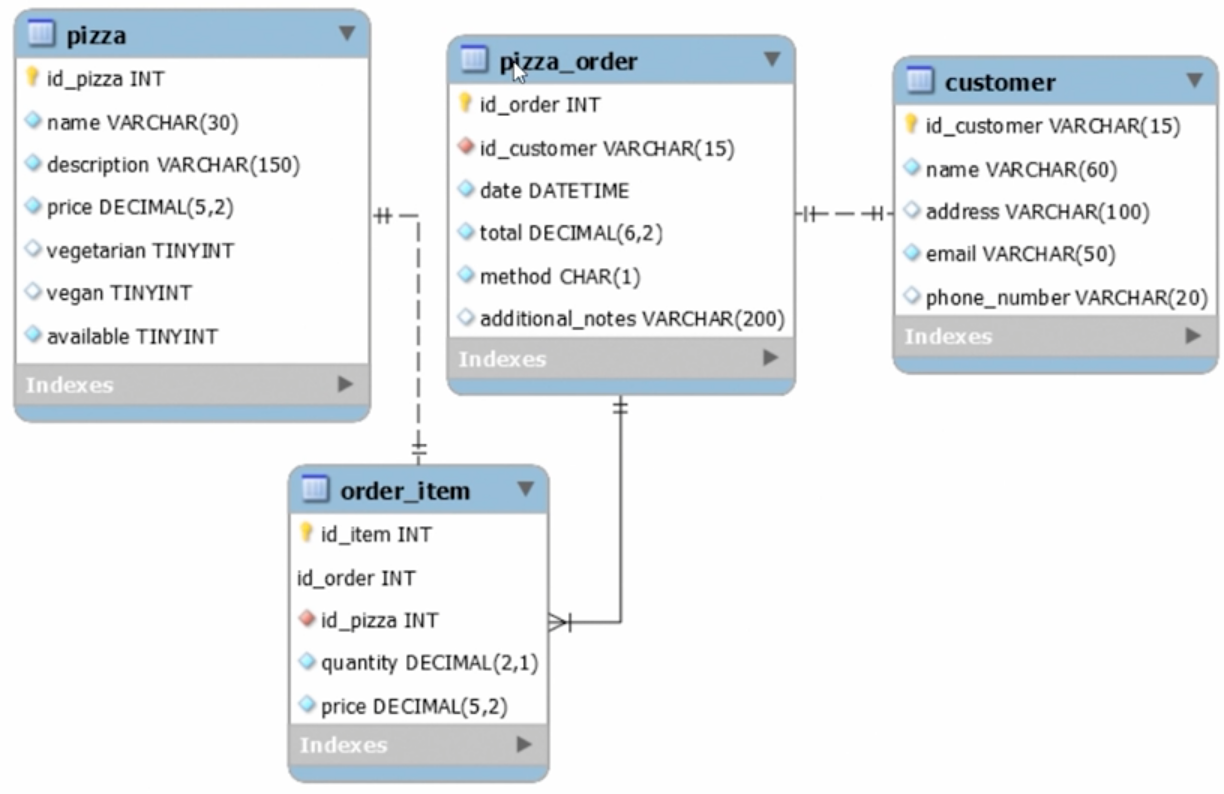 pizza
id_pizza INT
name VARCHAR(30)
description VARCHAR(150)
price DECIMAL(5,2)
vegetarian TINYINT
vegan TINYINT
available TINYINT
Indexes
pizza_order
id_order INT
id_customer VARCHAR(15)
date DATETIME
total DECIMAL(6,2)
method CHAR(1)
additional_notes VARCHAR(200)
Indexes
customer
id_customer VARCHAR(15)
name VARCHAR(60)
address VARCHAR(100)
email VARCHAR(50)
phone_number VARCHAR(20)
Indexes
order_item
id_item INT
id_order INT
id_pizza INT
quantity DECIMAL(2,1)
price DECIMAL(5,2)
Indexes